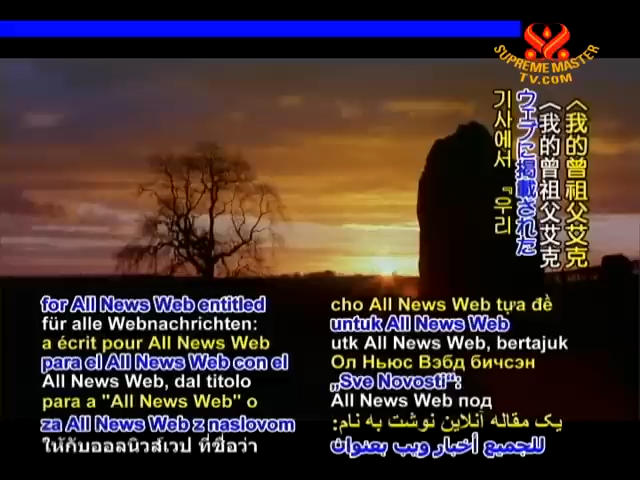 SUPREME MASTER
TV.COM
〈我的曾祖父艾克
〈我的曾祖父艾克
ウェブに掲載された
기사에서 『우리
for All News Web entitled
für alle Webnachrichten:
a écrit pour All News Web
para el All News Web con el
All News Web, dal titolo
para a "All News Web" o
za All News Web z naslovom
ให้กับออลนิวส์เวป ที่ชื่อว่า
cho All News Web tựa đề
untuk All News Web
utk All News Web, bertajuk
Ол Ньюс Вэбд бичсэн
„Sve Novosti":
All News Web под
یک مقاله آنلاین نوشت به نام:
للجميع أخبار ويب بعنوان